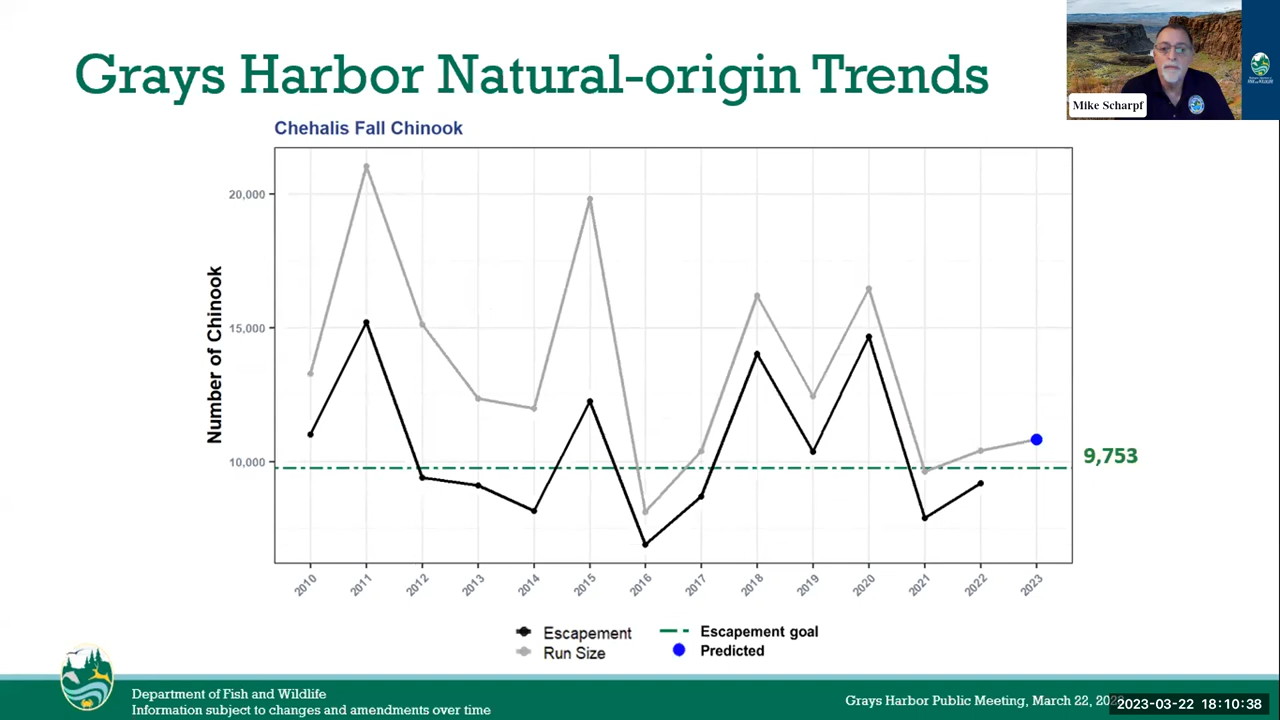 Grays Harbor Natural-origin Trends
Mike Scharpf
Chehalis Fall Chinook
Number of Chinook
20,000
15,000
10,000
9,753
2010
2011
2012
2013
2014
2015
2016
2017
2018
2019
2020
2021
2022
2023
Escapement
Run Size
Escapement goal
Predicted
Department of Fish and Wildlife
Information subject to changes and amendments over time
Grays Harbor Public Meeting, March 22,
2023-03-22 18:10:38